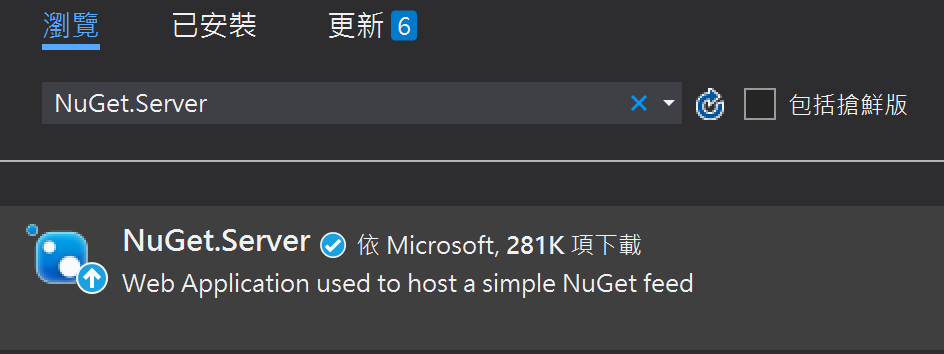 瀏覽 已安裝 更新 6
NuGet.Server 包括搶鮮版
NuGet.Server 依 Microsoft, 281K 項下載
Web Application used to host a simple NuGet feed